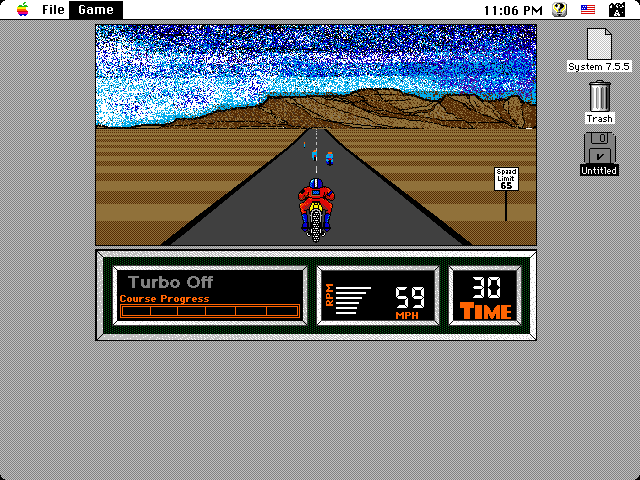 File Game 11:06 PM
System 7.5.5
Trash
Untitled
Speed
Limit
65
Turbo Off
Course Progress
RPM
59
MPH
30
TIME